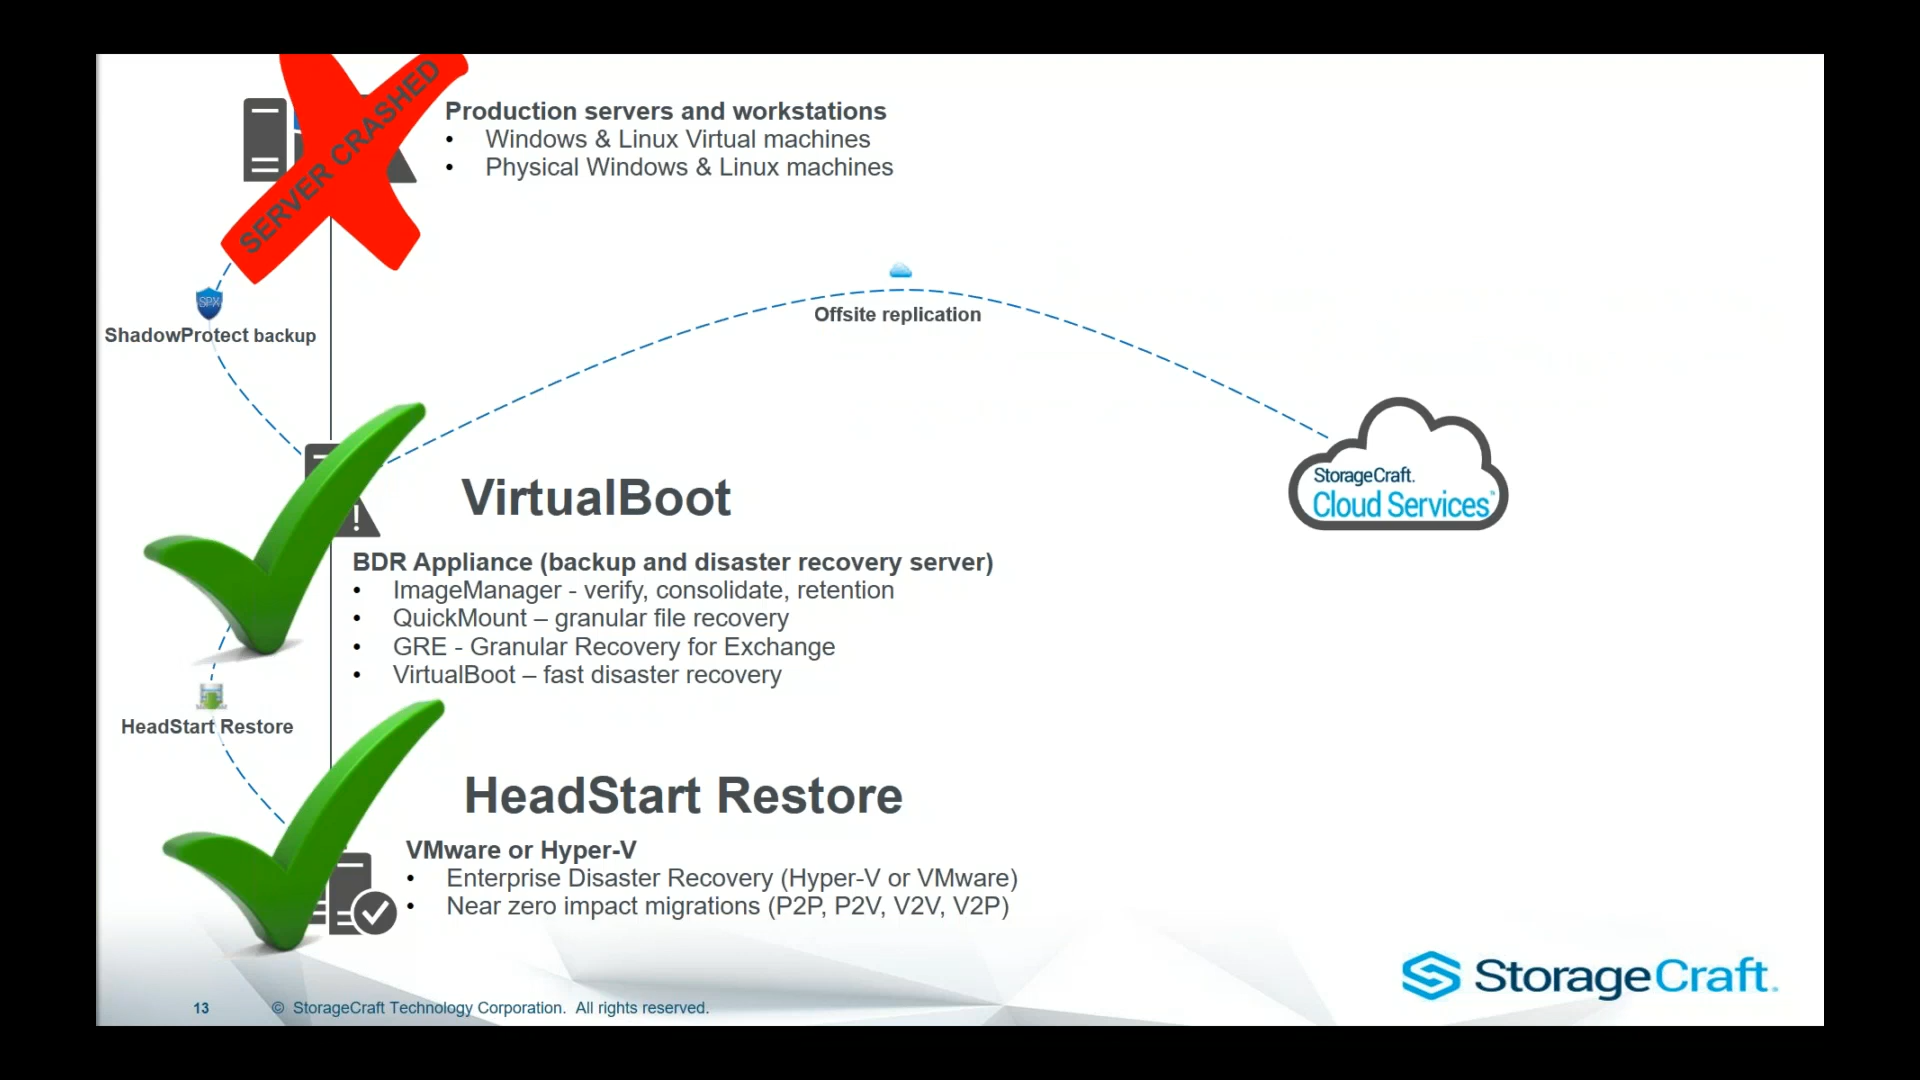 SERVER CRASHED
Production servers and workstations
• Windows & Linux Virtual machines
• Physical Windows & Linux machines
SPX
ShadowProtect backup
Offsite replication
StorageCraft.
Cloud Services™
VirtualBoot
!
BDR Appliance (backup and disaster recovery server)
• ImageManager - verify, consolidate, retention
• QuickMount – granular file recovery
• GRE - Granular Recovery for Exchange
• VirtualBoot – fast disaster recovery
HeadStart Restore
HeadStart Restore
VMware or Hyper-V
• Enterprise Disaster Recovery (Hyper-V or VMware)
• Near zero impact migrations (P2P, P2V, V2V, V2P)
StorageCraft.
13 © StorageCraft Technology Corporation. All rights reserved.